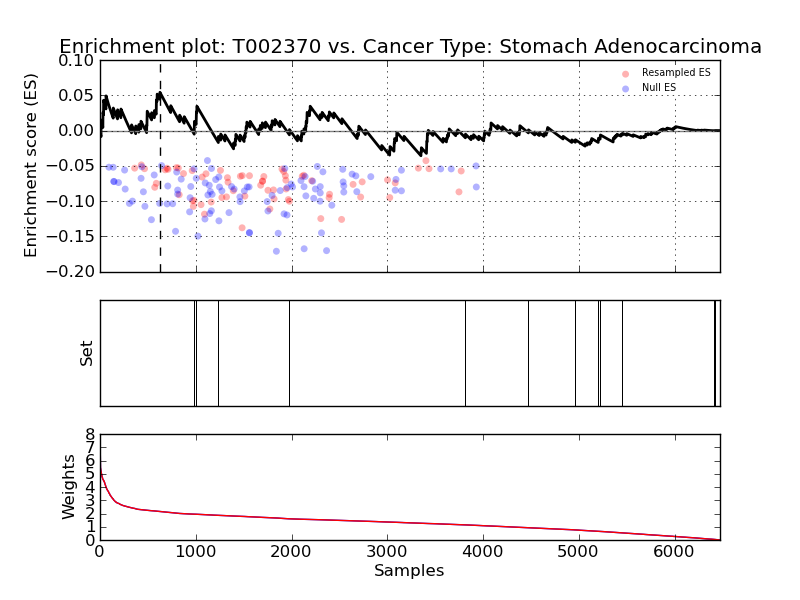 Enrichment plot: T002370 vs. Cancer Type: Stomach Adenocarcinoma
Enrichment score (ES)
0.10
0.05
0.00
−0.05
−0.10
−0.15
−0.20
Resampled ES
Null ES
Set
Weights
8
7
6
5
4
3
2
1
0
0 1000 2000 3000 4000 5000 6000
Samples